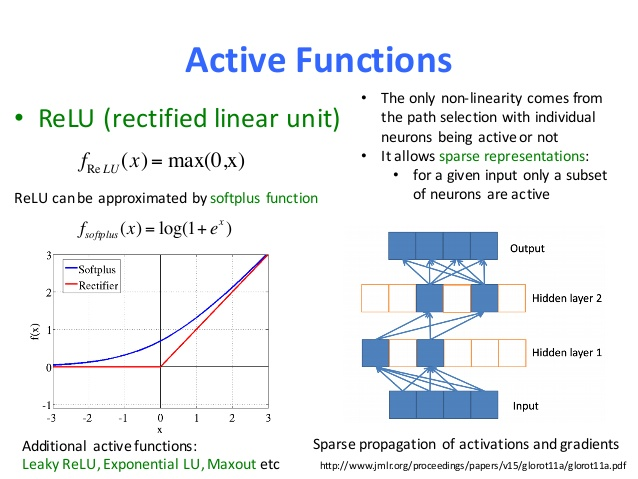 Active Functions
• ReLU (rectified linear unit)
f_{ReLU}(x) = max(0,x)
ReLU can be approximated by softplus function
f_{softplus}(x) = log(1+e^x)
3
2
1
0
-1
f(x)
Softplus
Rectifier
-3 -2 -1 0 1 2 3
x
Additional active functions:
Leaky ReLU, Exponential LU, Maxout etc
• The only non-linearity comes from
the path selection with individual
neurons being active or not
• It allows sparse representations:
• for a given input only a subset
of neurons are active
Output
Hidden layer 2
Hidden layer 1
Input
Sparse propagation of activations and gradients
http://www.jmlr.org/proceedings/papers/v15/glorot11a/glorot11a.pdf